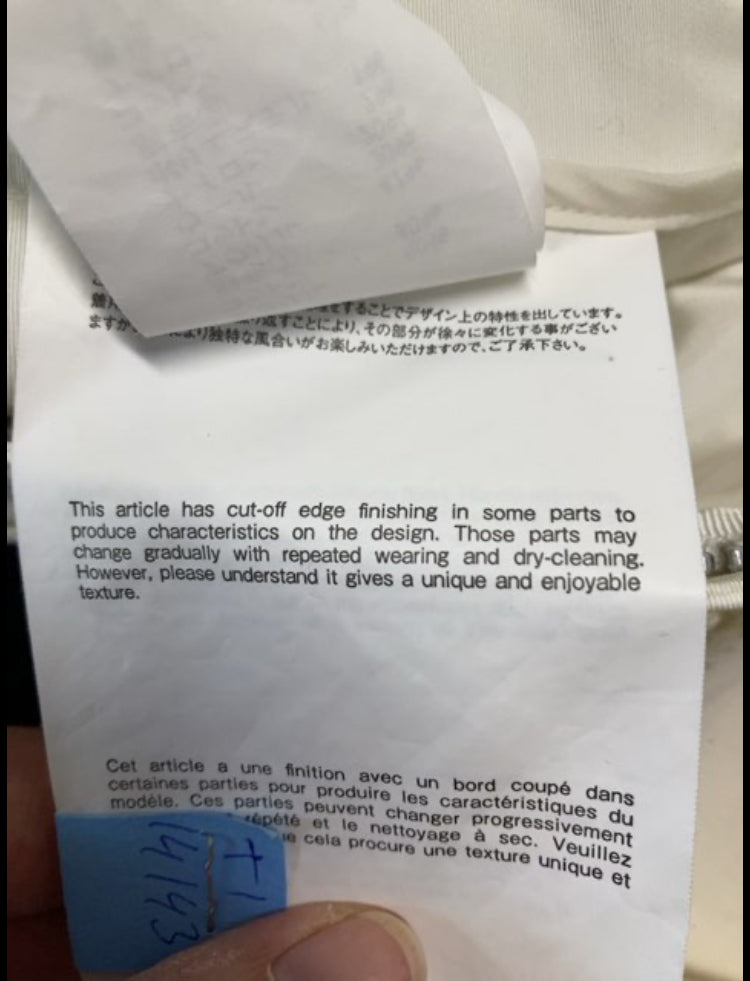 をすることでデザイン上の特性を出しています。
返すことにより、その部分が徐々に変化する事がござい
ますが、 より独特な風合いがお楽しみいただけますので、ご了承下さい。
This article has cut-off edge finishing in some parts to
produce characteristics on the design. Those parts may
change gradually with repeated wearing and dry-cleaning.
However, please understand it gives a unique and enjoyable
texture.
Cet article a une finition avec un bord coupé dans
certaines parties pour produire les caractéristiques du
modèle. Ces parties peuvent changer progressivement
répété et le nettoyage à sec. Veuillez
cela procure une texture unique et
+1
14143